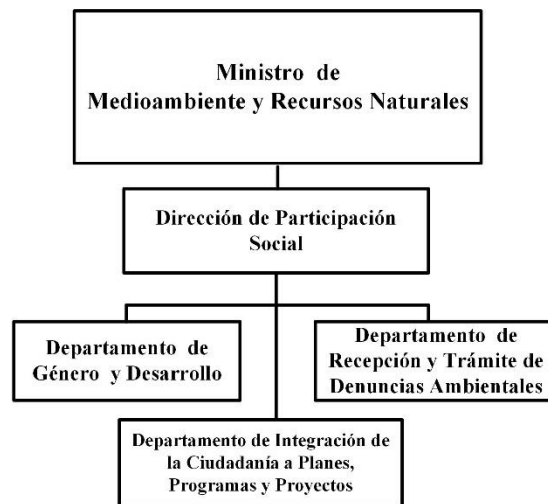 Ministro de
Medioambiente y Recursos Naturales
Dirección de Participación
Social
Departamento de
Género y Desarrollo
Departamento de
Recepción y Trámite de
Denuncias Ambientales
Departamento de Integración de
la Ciudadanía a Planes,
Programas y Proyectos